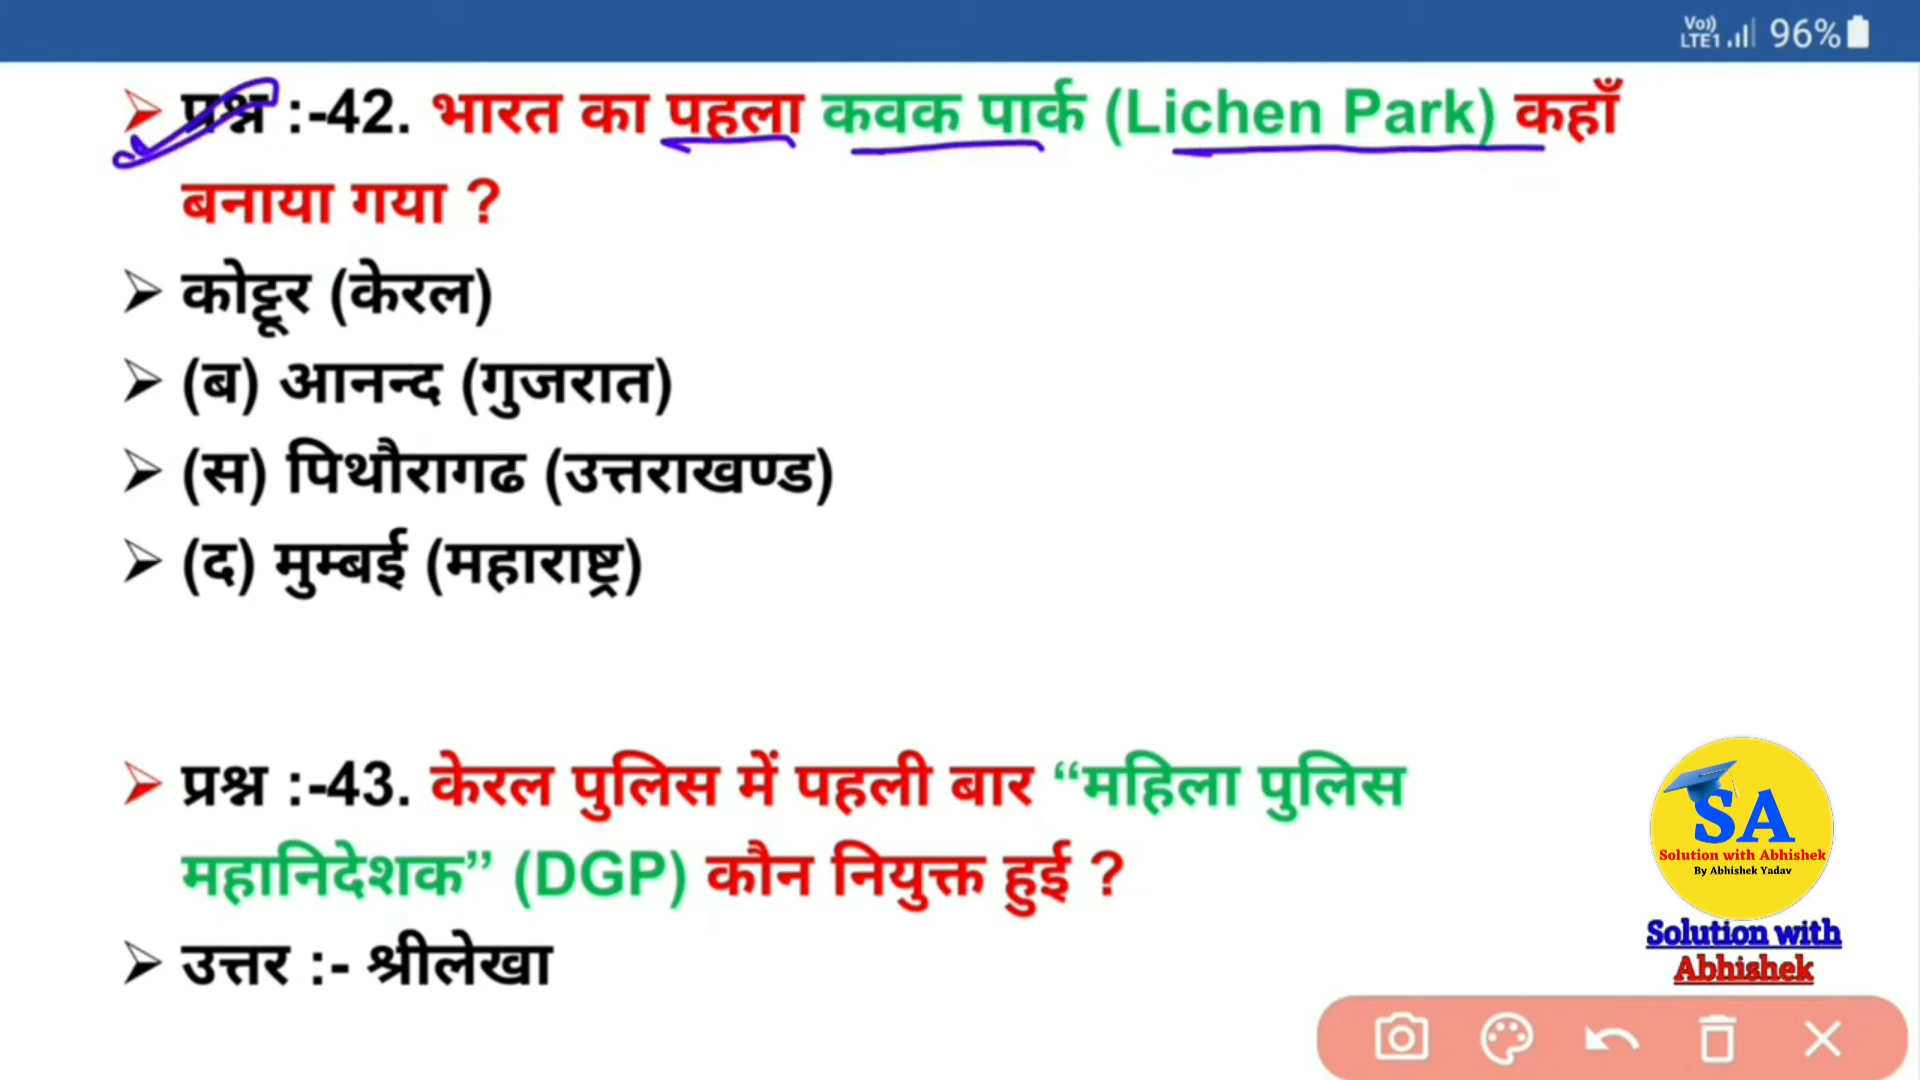 Vo)) LTE1 96%
➢ प्रश्न :-42. भारत का पहला कवक पार्क (Lichen Park) कहाँ
बनाया गया ?
➢ कोट्टूर (केरल)
➢ (ब) आनन्द (गुजरात)
➢ (स) पिथौरागढ (उत्तराखण्ड)
➢ (द) मुम्बई (महाराष्ट्र)
➢ प्रश्न :-43. केरल पुलिस में पहली बार “महिला पुलिस
महानिदेशक” (DGP) कौन नियुक्त हुई ?
➢ उत्तर :- श्रीलेखा
SA
Solution with Abhishek
By Abhishek Yadav
Solution with
Abhishek